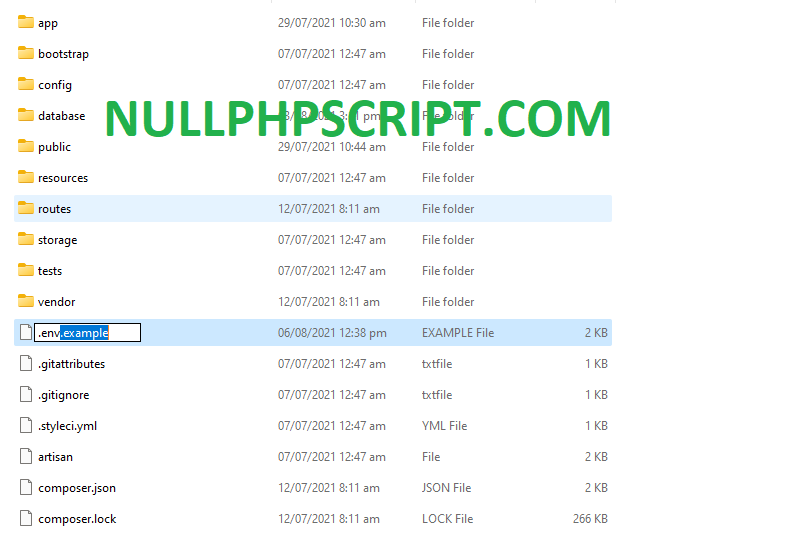 app 29/07/2021 10:30 am File folder
bootstrap 07/07/2021 12:47 am File folder
config 07/07/2021 12:47 am File folder
NULLPHPSCRIPT.COM
database pm File folder
public 29/07/2021 10:44 am File folder
resources 07/07/2021 12:47 am File folder
routes 12/07/2021 8:11 am File folder
storage 07/07/2021 12:47 am File folder
tests 07/07/2021 12:47 am File folder
vendor 12/07/2021 8:11 am File folder
.env.example 06/08/2021 12:38 pm EXAMPLE File 2 KB
.gitattributes 07/07/2021 12:47 am txtfile 1 KB
.gitignore 07/07/2021 12:47 am txtfile 1 KB
.styleci.yml 07/07/2021 12:47 am YML File 1 KB
artisan 07/07/2021 12:47 am File 2 KB
composer.json 12/07/2021 8:11 am JSON File 2 KB
composer.lock 12/07/2021 8:11 am LOCK File 266 KB